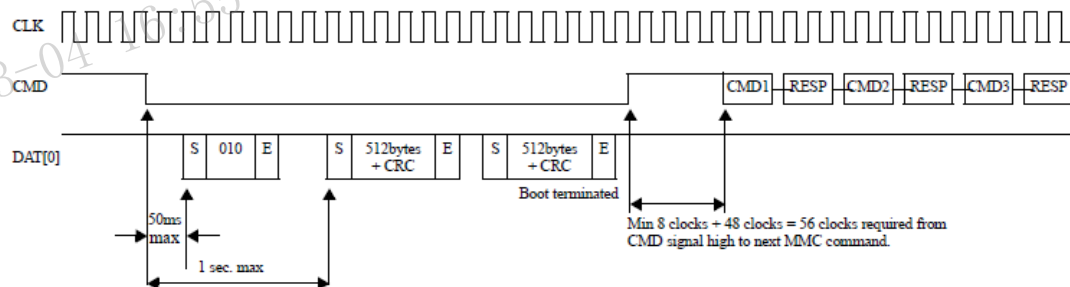 CLK
CMD
CMD1 RESP CMD2 RESP CMD3 RESP
DAT[0]
S 010 E S 512bytes + CRC E S 512bytes + CRC E
Boot terminated
50ms
max
1 sec. max
Min 8 clocks + 48 clocks = 56 clocks required from
CMD signal high to next MMC command.